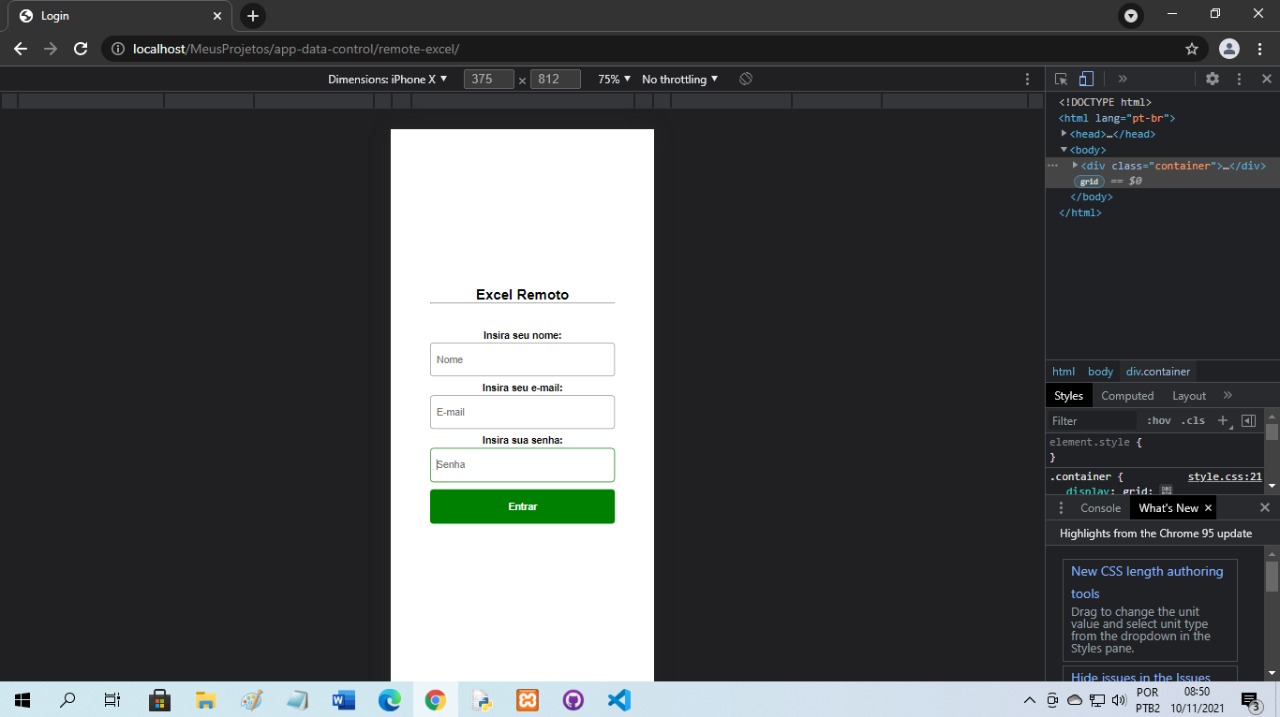 Login
localhost/MeusProjetos/app-data-control/remote-excel/
Dimensions: iPhone X ▼ 375 × 812 75% ▼ No throttling ▼
<!DOCTYPE html>
<html lang="pt-br">
<head>…</head>
<body>
<div class="container">…</div>
grid == $0
</body>
</html>
Excel Remoto
Insira seu nome:
Nome
Insira seu e-mail:
E-mail
Insira sua senha:
Senha
Entrar
html body div.container
Styles Computed Layout »
Filter :hov .cls +
element.style {
}
.container { style.css:21
display: grid;
Console What's New ×
Highlights from the Chrome 95 update
New CSS length authoring
tools
Drag to change the unit
value and select unit type
from the dropdown in the
Styles pane.
Hide issues in the Issues
POR 08:50
PTB2 10/11/2021 3